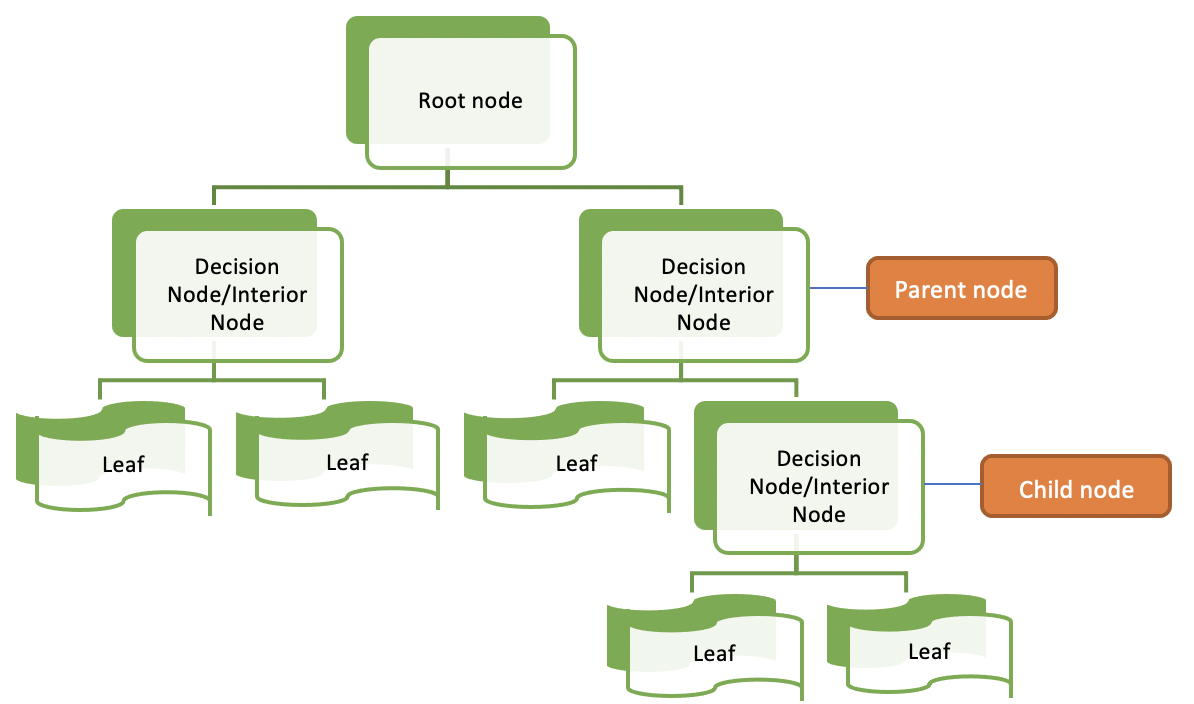 Root node
Decision
Node/Interior
Node
Decision
Node/Interior
Node
Parent node
Leaf
Leaf
Leaf
Decision
Node/Interior
Node
Child node
Leaf
Leaf